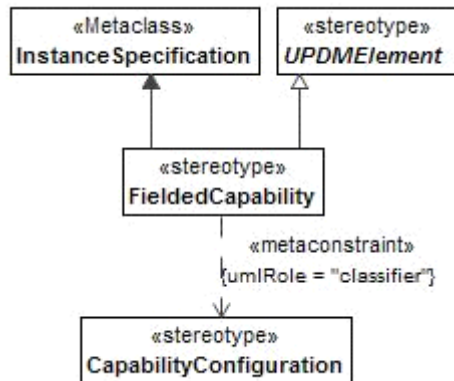 «Metaclass»
InstanceSpecification
«stereotype»
UPDMElement
«stereotype»
FieldedCapability
«metaconstraint»
{umlRole = "classifier"}
«stereotype»
CapabilityConfiguration